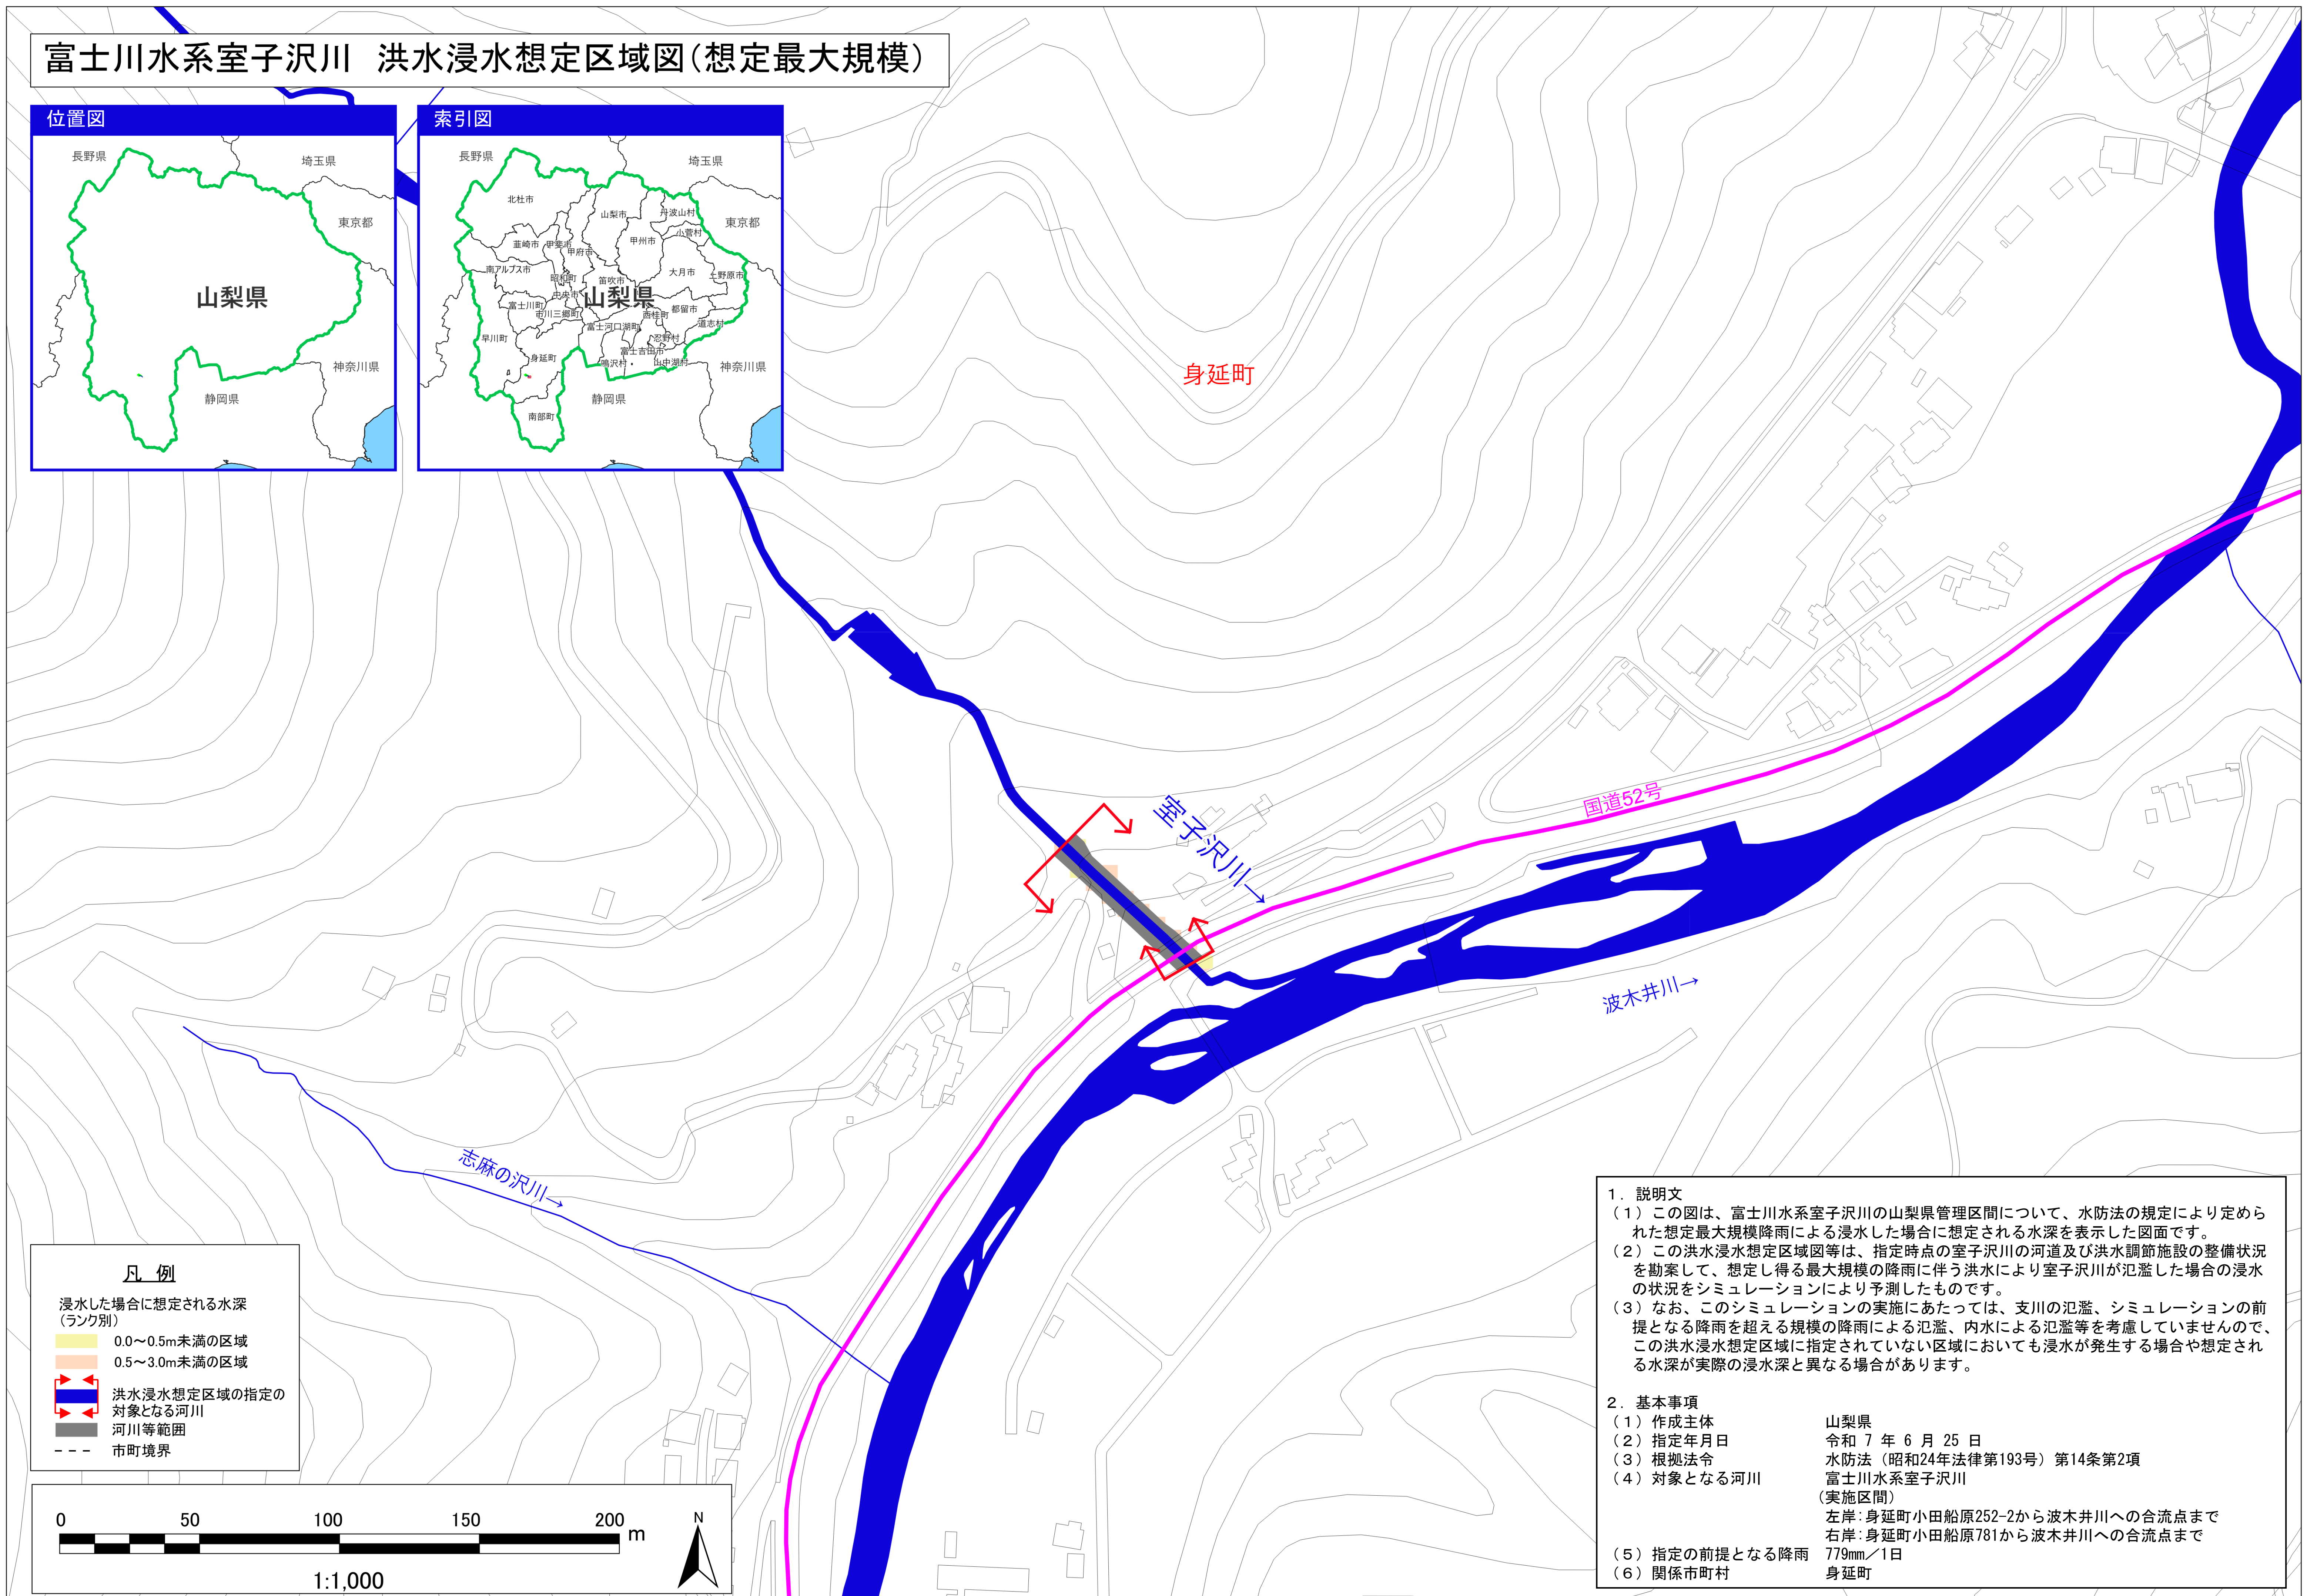 富士川水系室子沢川　洪水浸水想定区域図(想定最大規模)
位置図
長野県
埼玉県
東京都
山梨県
神奈川県
静岡県
索引図
長野県
埼玉県
北杜市
山梨市
丹波山村
東京都
小菅村
甲州市
韮崎市
甲斐市
甲府市
南アルプス市
昭和町
笛吹市
大月市
上野原市
中央市
山梨県
富士川町
市川三郷町
西桂町
都留市
道志村
富士河口湖町
早川町
忍野村
身延町
富士吉田市
鳴沢村
山中湖村
神奈川県
静岡県
南部町
身延町
国道52号
室子沢川→
波木井川→
志麻の沢川→
凡 例
浸水した場合に想定される水深
(ランク別)
0.0～0.5m未満の区域
0.5～3.0m未満の区域
洪水浸水想定区域の指定の
対象となる河川
河川等範囲
市町境界
0 50 100 150 200 m
N
1:1,000
1. 説明文
(1)この図は、富士川水系室子沢川の山梨県管理区間について、水防法の規定により定めら
れた想定最大規模降雨による浸水した場合に想定される水深を表示した図面です。
(2)この洪水浸水想定区域図等は、指定時点の室子沢川の河道及び洪水調節施設の整備状況
を勘案して、想定し得る最大規模の降雨に伴う洪水により室子沢川が氾濫した場合の浸水
の状況をシミュレーションにより予測したものです。
(3)なお、このシミュレーションの実施にあたっては、支川の氾濫、シミュレーションの前
提となる降雨を超える規模の降雨による氾濫、内水による氾濫等を考慮していませんので、
この洪水浸水想定区域に指定されていない区域においても浸水が発生する場合や想定され
る水深が実際の浸水深と異なる場合があります。
2. 基本事項
(1)作成主体 山梨県
(2)指定年月日 令和 7 年 6 月 25 日
(3)根拠法令 水防法(昭和24年法律第193号)第14条第2項
(4)対象となる河川 富士川水系室子沢川
(実施区間)
左岸:身延町小田船原252-2から波木井川への合流点まで
右岸:身延町小田船原781から波木井川への合流点まで
(5)指定の前提となる降雨 779mm／1日
(6)関係市町村 身延町